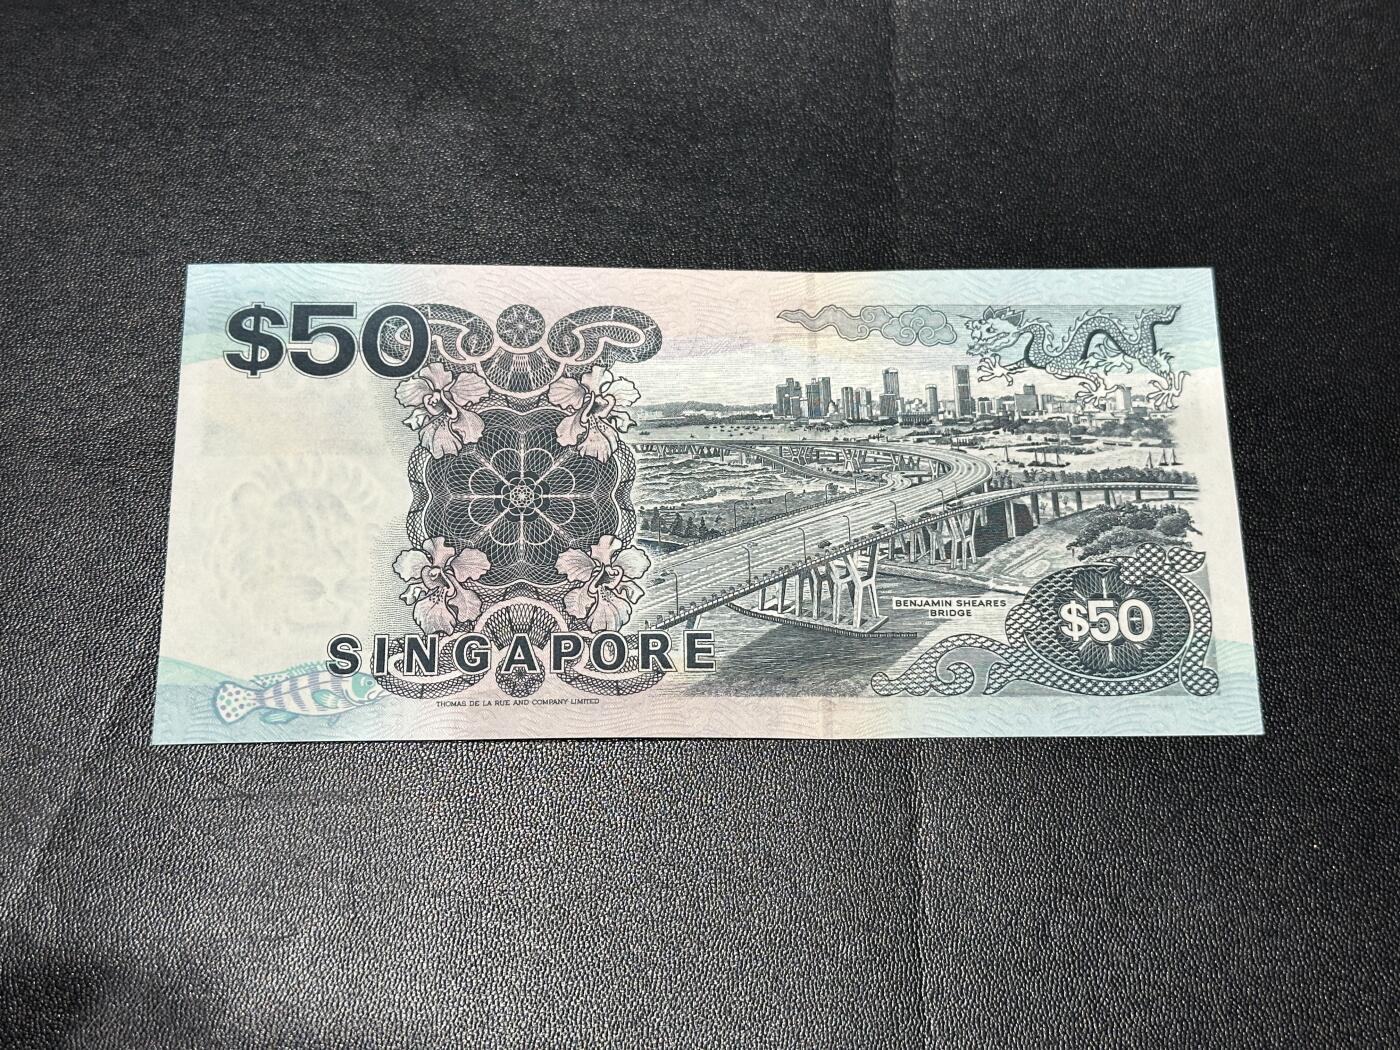 $50
BENJAMIN SHEARES
BRIDGE
$50
SINGAPORE
THOMAS DE LA RUE AND COMPANY LIMITED